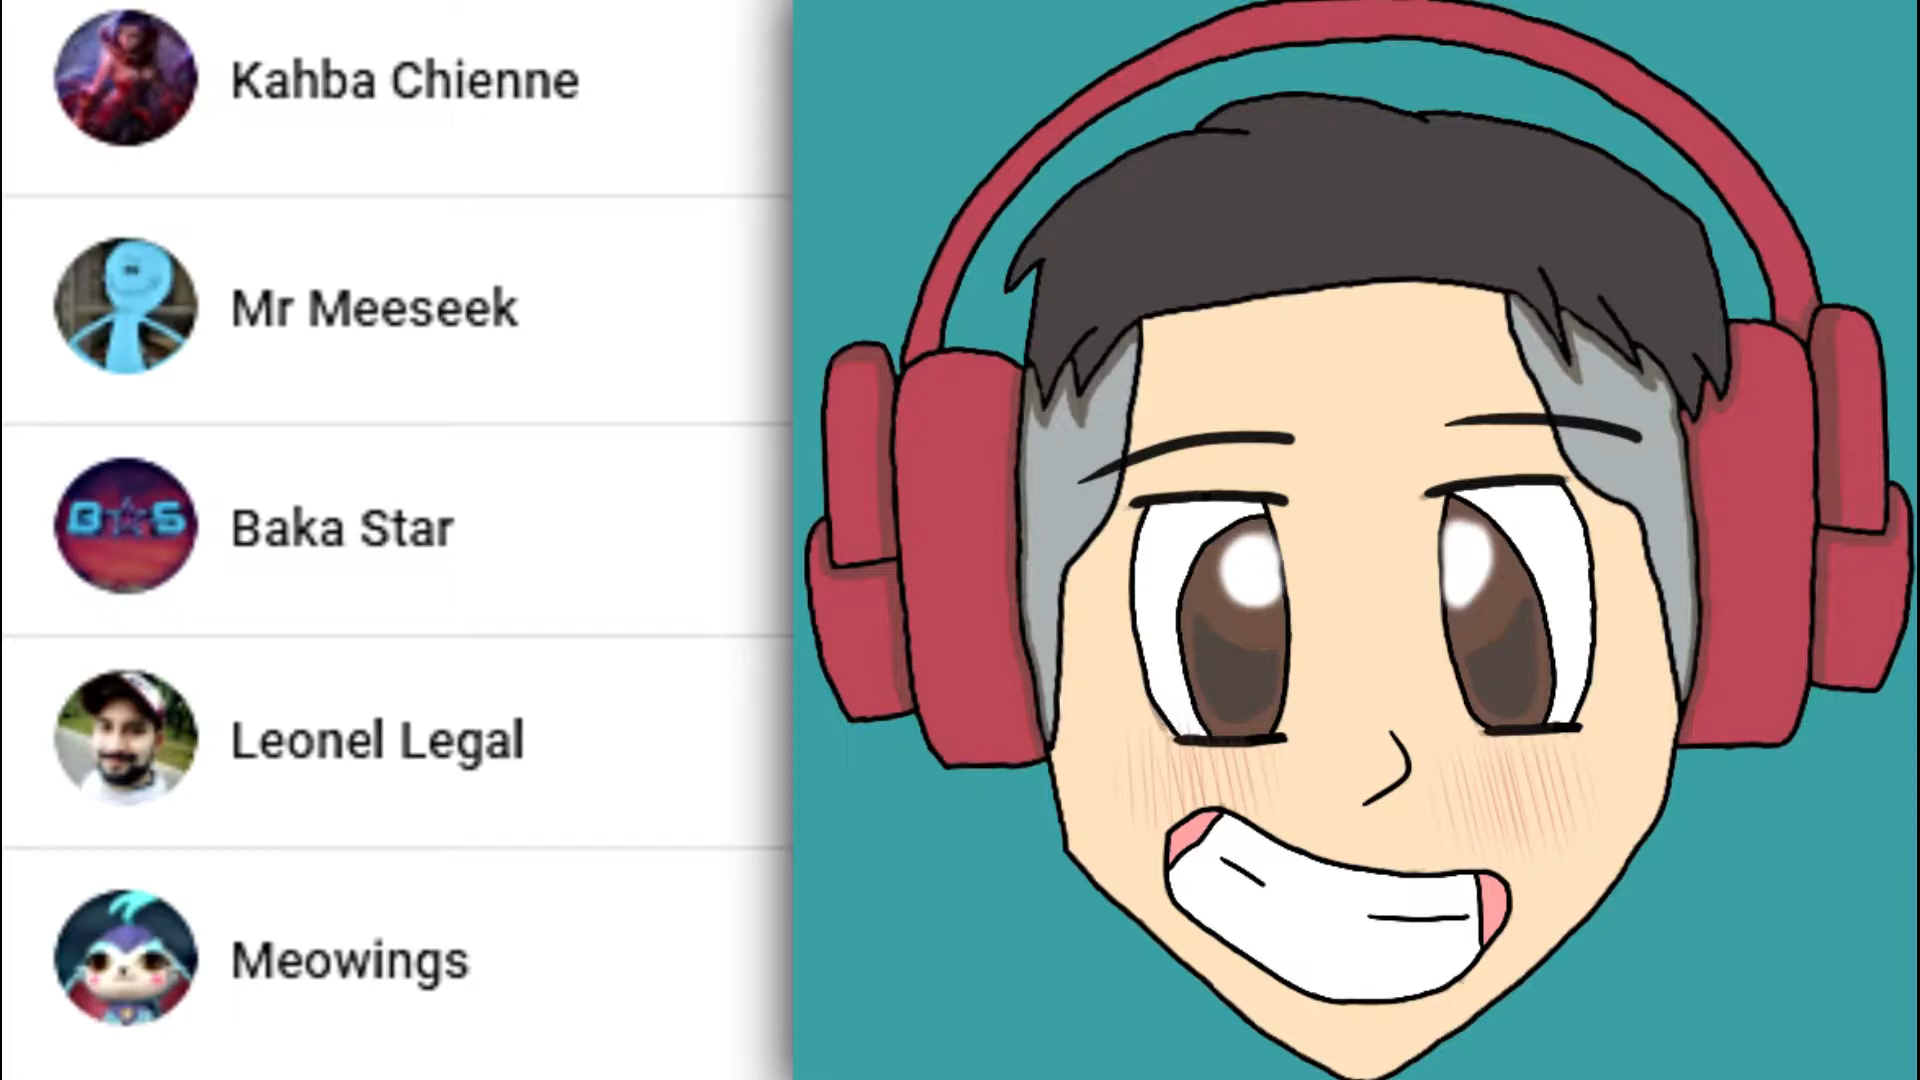 Kahba Chienne
Mr Meeseek
B☆S
Baka Star
Leonel Legal
Meowings